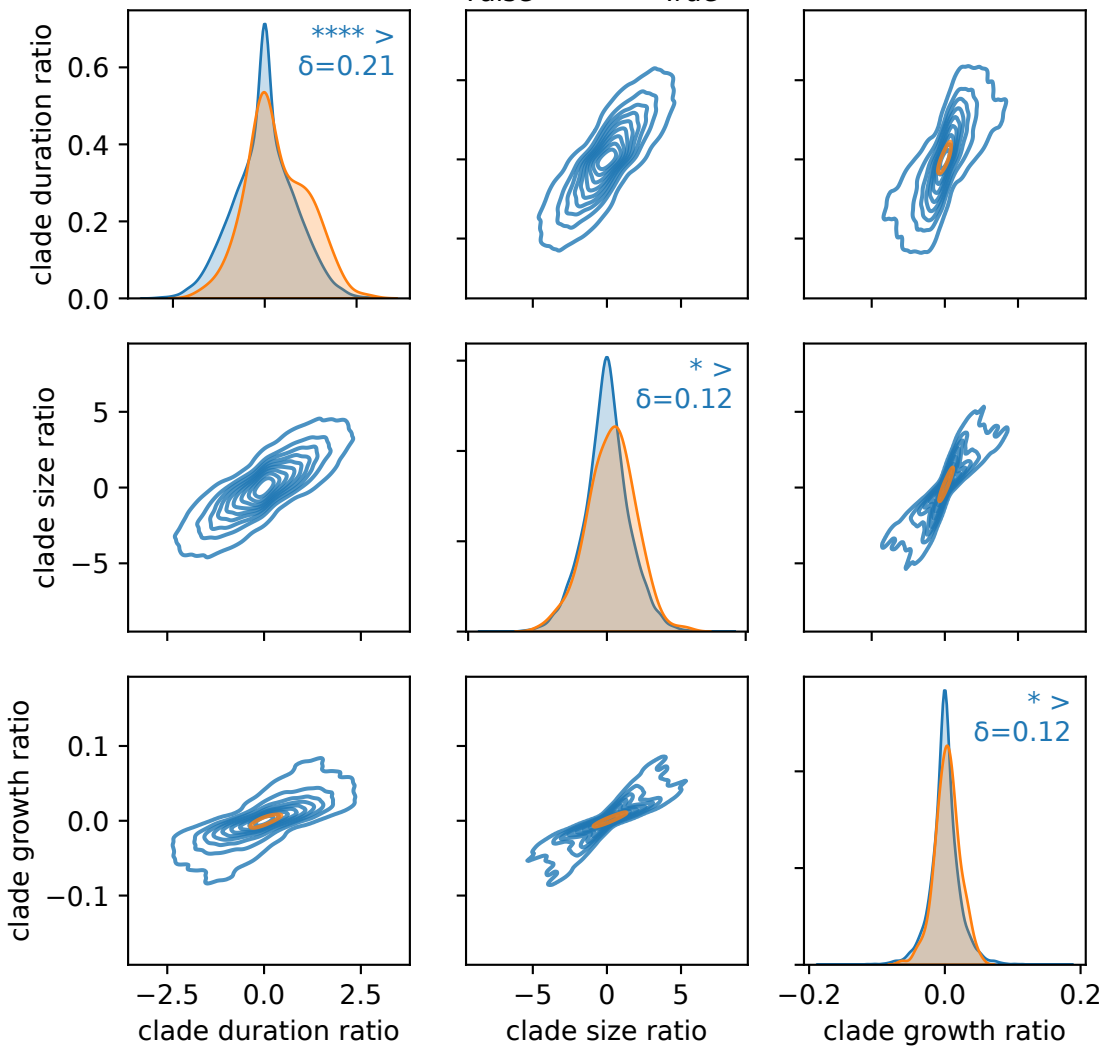 **** >
δ=0.21
clade duration ratio
0.6
0.4
0.2
0.0
* >
δ=0.12
clade size ratio
5
0
−5
* >
δ=0.12
clade growth ratio
0.1
0.0
−0.1
−2.5 0.0 2.5
clade duration ratio
−5 0 5
clade size ratio
−0.2 0.0 0.2
clade growth ratio